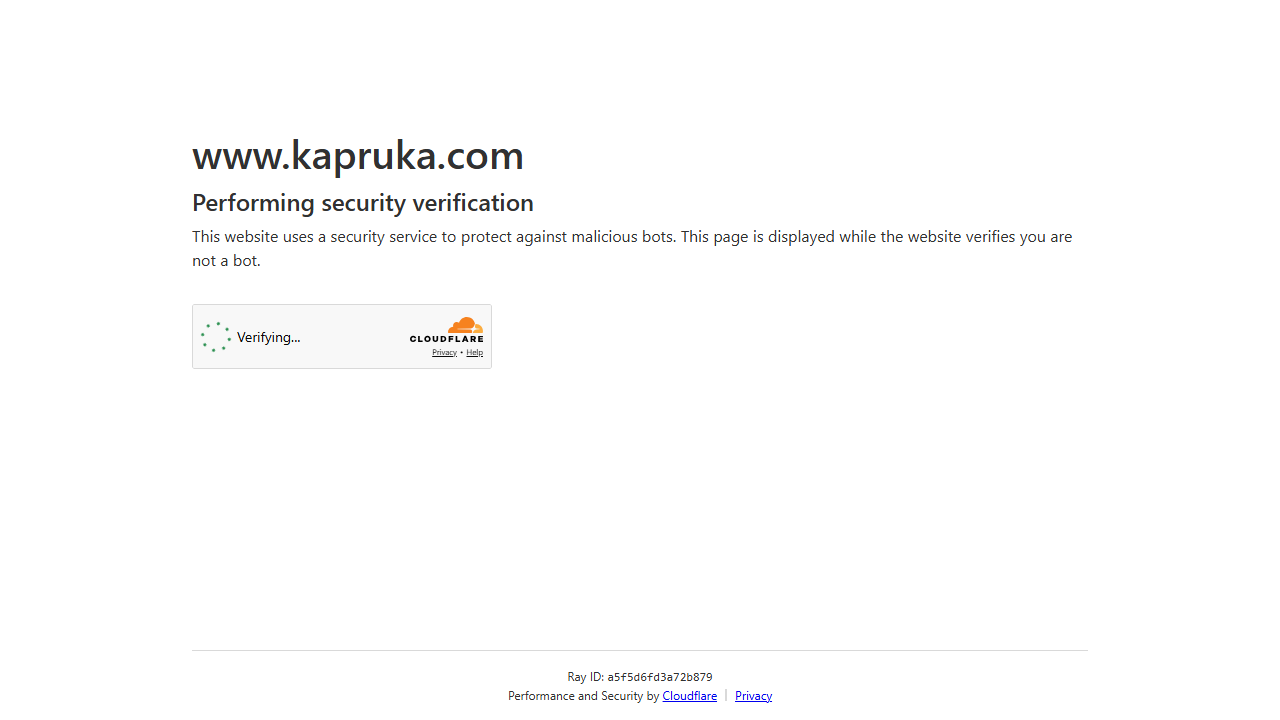 www.kapruka.com
Performing security verification
This website uses a security service to protect against malicious bots. This page is displayed while the website verifies you are
not a bot.
Verifying...
CLOUDFLARE
Privacy • Help
Ray ID: a5f5d6fd3a72b879
Performance and Security by Cloudflare | Privacy